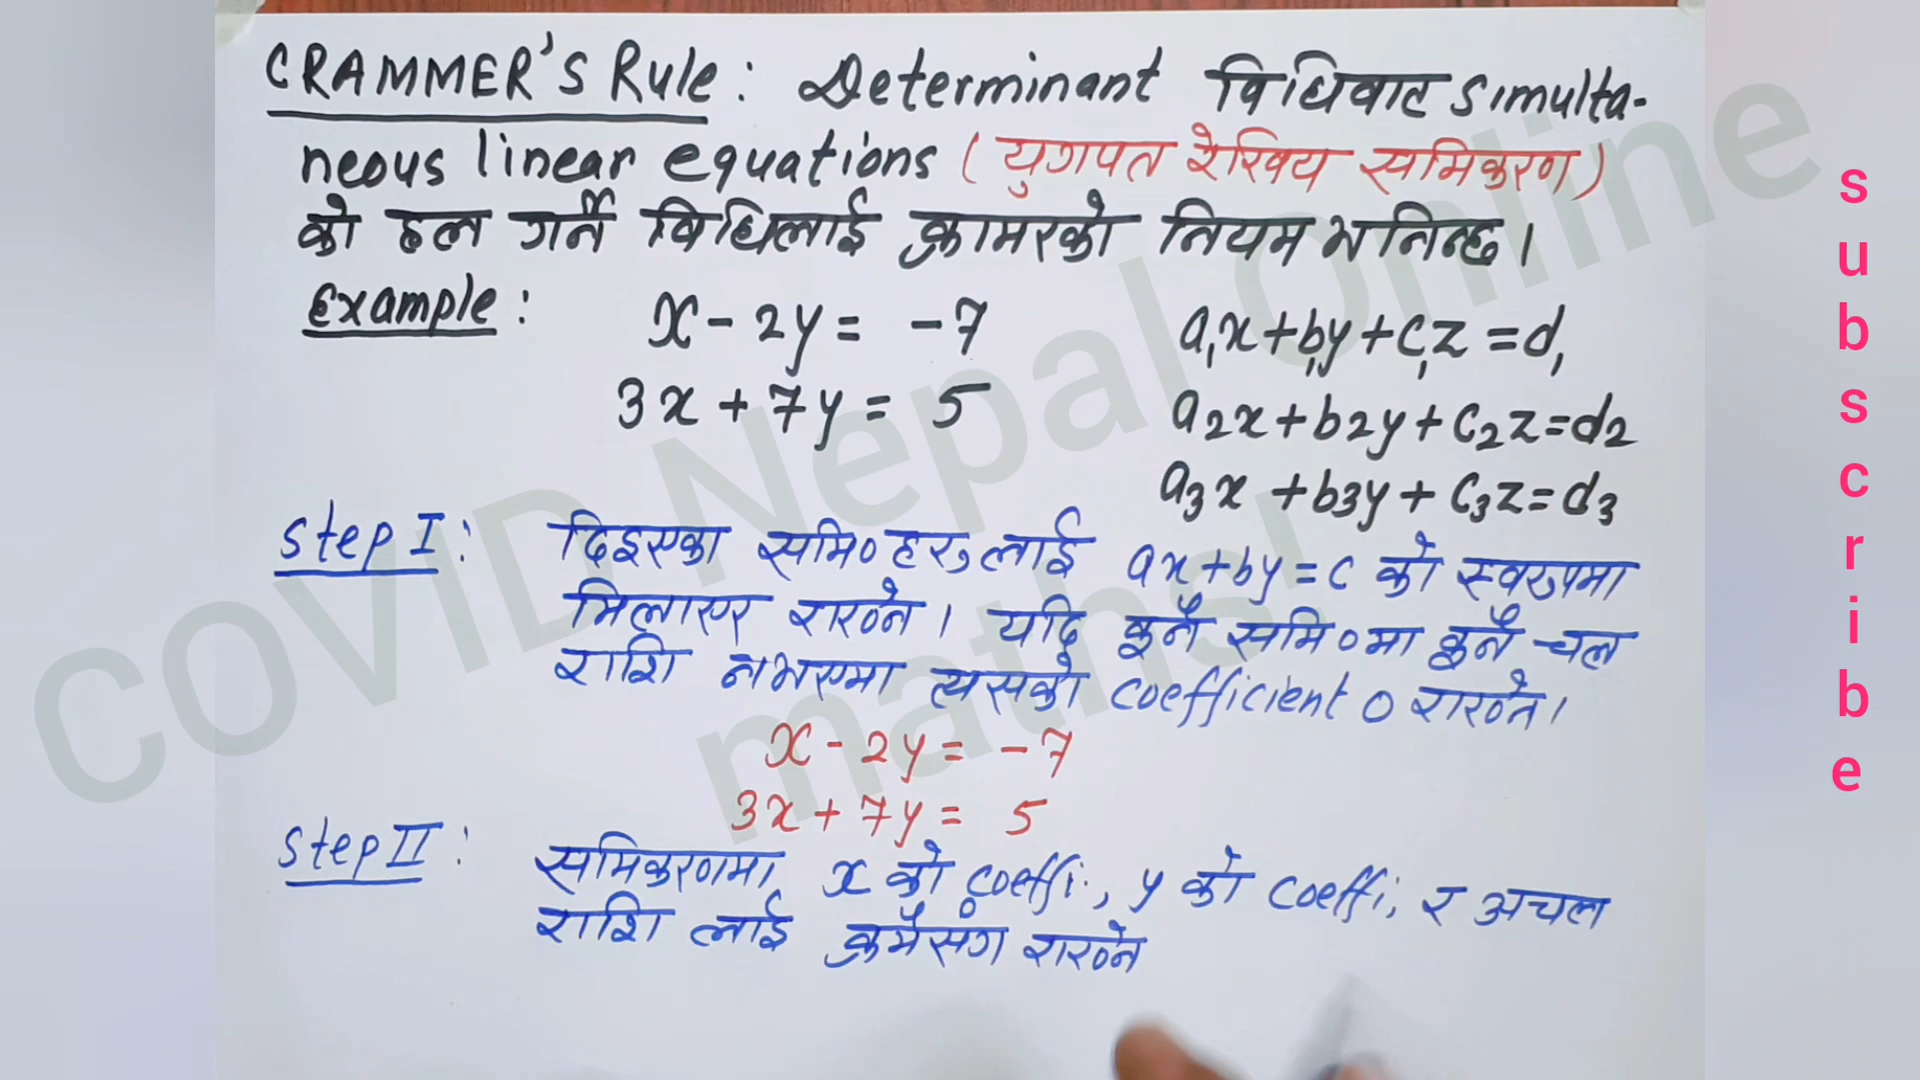 CRAMMER'S Rule: Determinant विधिवाट simulta-
neous linear equations (युगपत रेखिय समिकरण)
को हल गर्ने विधिलाई क्रामरको नियम भनिन्छ।
Example: x - 2y = -7
3x + 7y = 5
a₁x + b₁y + c₁z = d₁
a₂x + b₂y + c₂z = d₂
a₃x + b₃y + c₃z = d₃
Step I: दिइएका समि०हरुलाई ax + by = c को स्वरुपमा
मिलाएर राख्ने। यदि कुनै समि०मा कुनै चल
राशि नभएमा त्यसको coefficient 0 राख्ने।
x - 2y = -7
3x + 7y = 5
Step II: समिकरणमा x को coeffi., y को coeffi, र अचल
राशि लाई क्रमैसंग राख्ने
COVID Nepal Online
maths!
subscribe